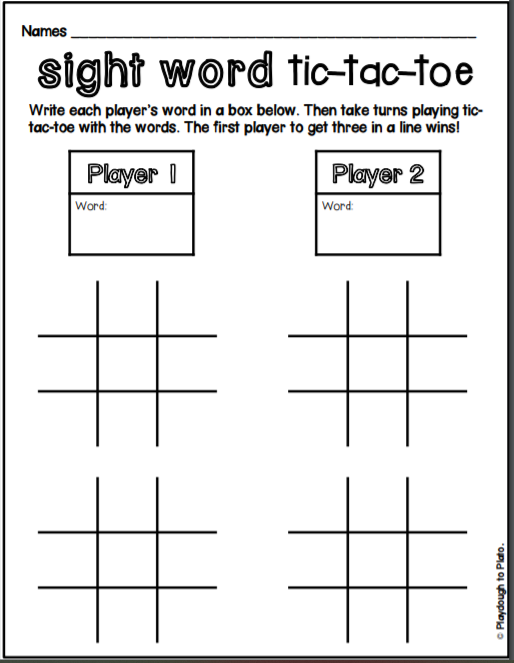 Names ________________________________________
sight word tic-tac-toe
Write each player's word in a box below. Then take turns playing tic-
tac-toe with the words. The first player to get three in a line wins!
Player 1
Word:
Player 2
Word:
© Playdough to Plato.